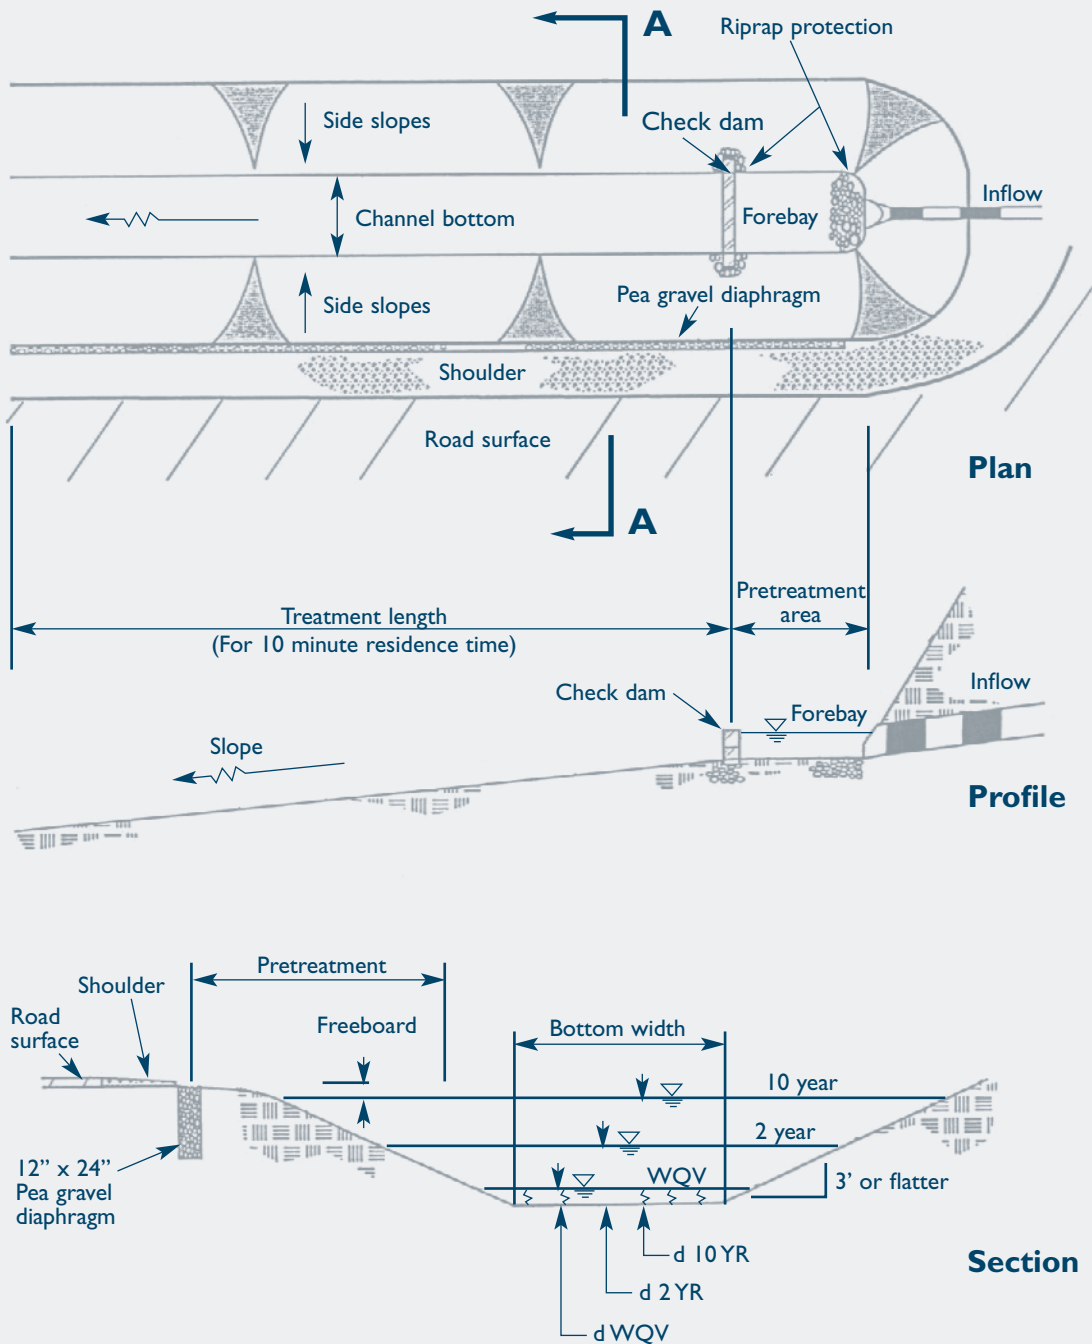 A
Riprap protection
Side slopes
Check dam
Inflow
Channel bottom
Forebay
Side slopes
Pea gravel diaphragm
Shoulder
Road surface
Plan
A
Pretreatment
area
Treatment length
(For 10 minute residence time)
Check dam
Forebay
Inflow
Slope
Profile
Pretreatment
Shoulder
Road
surface
Freeboard
Bottom width
10 year
2 year
WQV
3’ or flatter
12” x 24”
Pea gravel
diaphragm
d 10 YR
Section
d 2 YR
d WQV